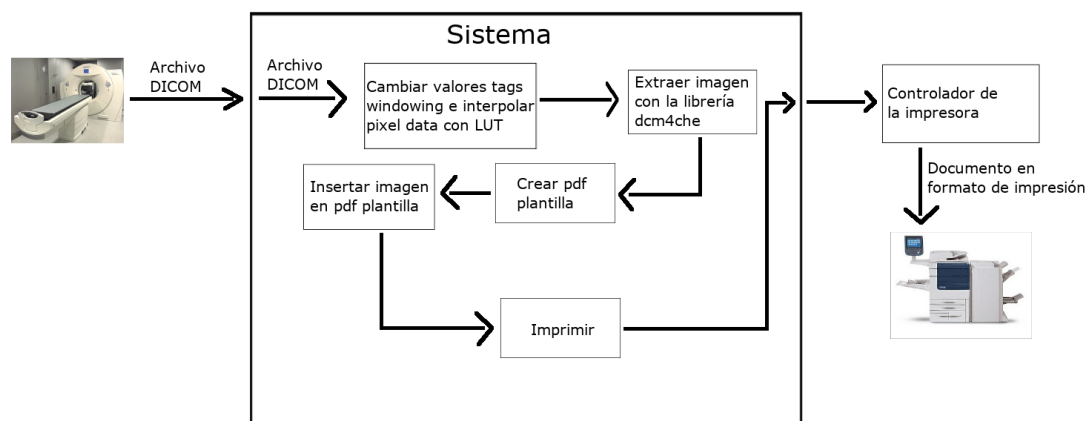 Sistema
Archivo
DICOM
Archivo
DICOM
Cambiar valores tags
windowing e interpolar
pixel data con LUT
Extraer imagen
con la librería
dcm4che
Controlador de
la impresora
Insertar imagen
en pdf plantilla
Crear pdf
plantilla
Documento en
formato de impresión
Imprimir